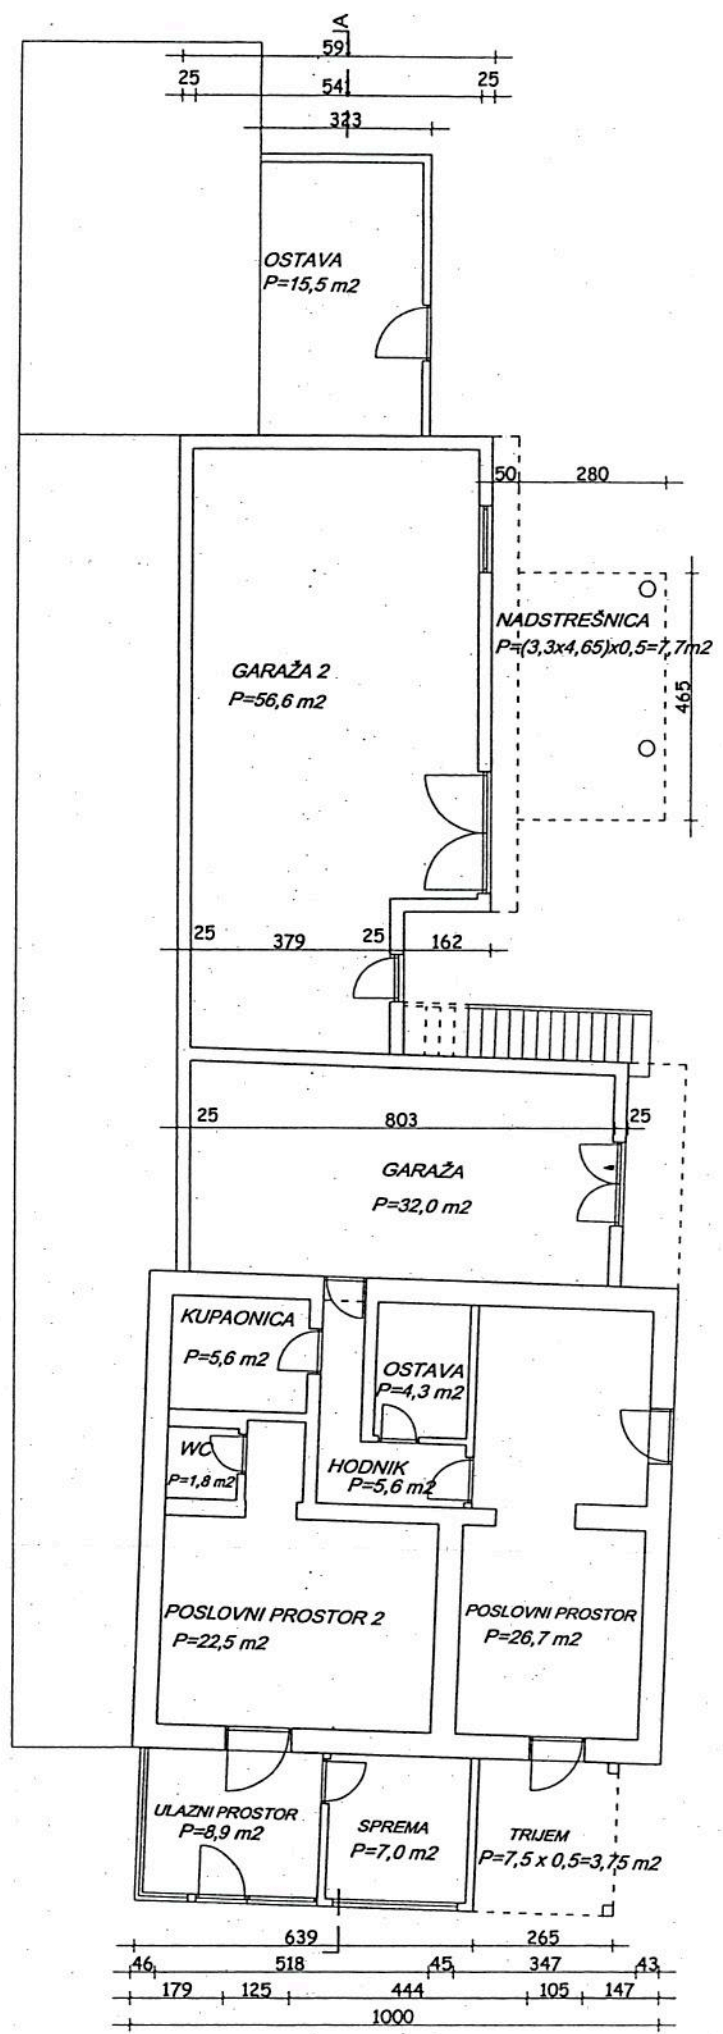 A
591
25 541 25
323
OSTAVA
P=15,5 m2
50 280
NADSTREŠNICA
P=(3,3x4,65)x0,5=7,7m2
465
GARAŽA 2
P=56,6 m2
25 379 25 162
25 803 25
GARAŽA
P=32,0 m2
KUPAONICA
P=5,6 m2
OSTAVA
P=4,3 m2
WC
P=1,8 m2
HODNIK
P=5,6 m2
POSLOVNI PROSTOR 2
P=22,5 m2
POSLOVNI PROSTOR
P=26,7 m2
ULAZNI PROSTOR
P=8,9 m2
SPREMA
P=7,0 m2
TRIJEM
P=7,5 x 0,5=3,75 m2
639 265
46 518 45 347 43
179 125 444 105 147
1000